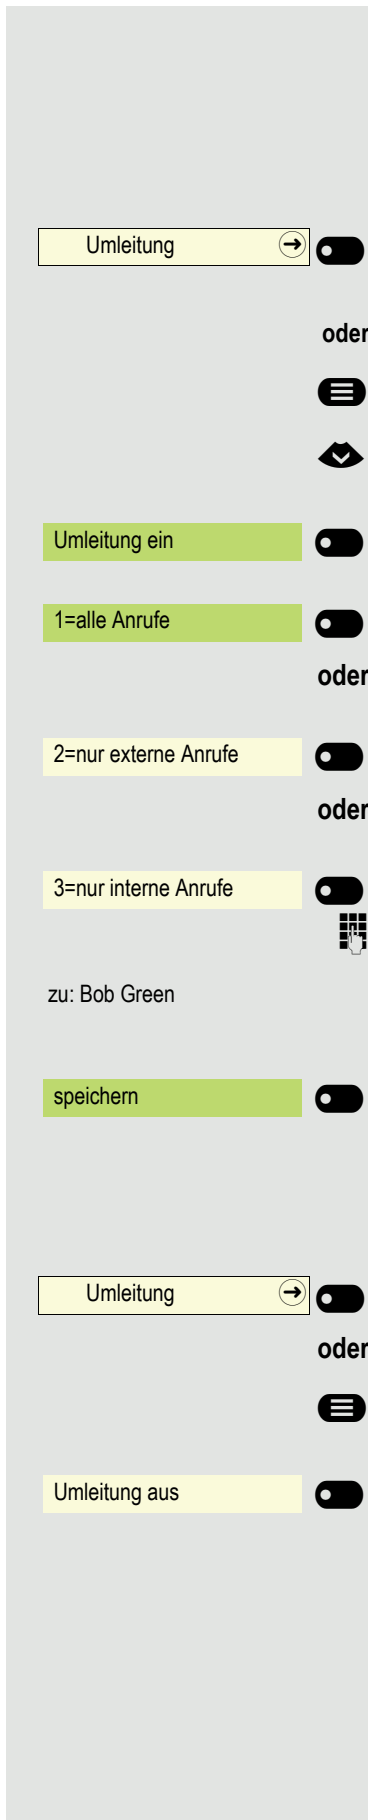 Umleitung
oder
Umleitung ein
1=alle Anrufe
oder
2=nur externe Anrufe
oder
3=nur interne Anrufe
zu: Bob Green
speichern
Umleitung
oder
Umleitung aus